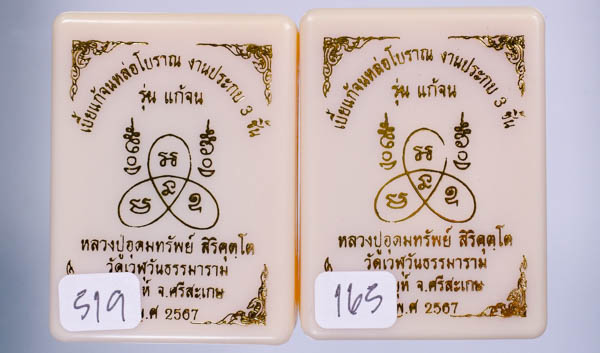 เบี้ยแก้จนหล่อโบราณ งานประกบ 3 ชิ้น
รุ่น แก้จน
หลวงปู่อุดมทรัพย์ สิริคุตฺโต
วัดเวฬุวันธรรมาราม
จ.ศรีสะเกษ
พ.ศ 2567
519
เบี้ยแก้จนหล่อโบราณ งานประกบ 3 ชิ้น
รุ่น แก้จน
หลวงปู่อุดมทรัพย์ สิริคุตฺโต
วัดเวฬุวันธรรมาราม
จ.ศรีสะเกษ
พ.ศ 2567
165